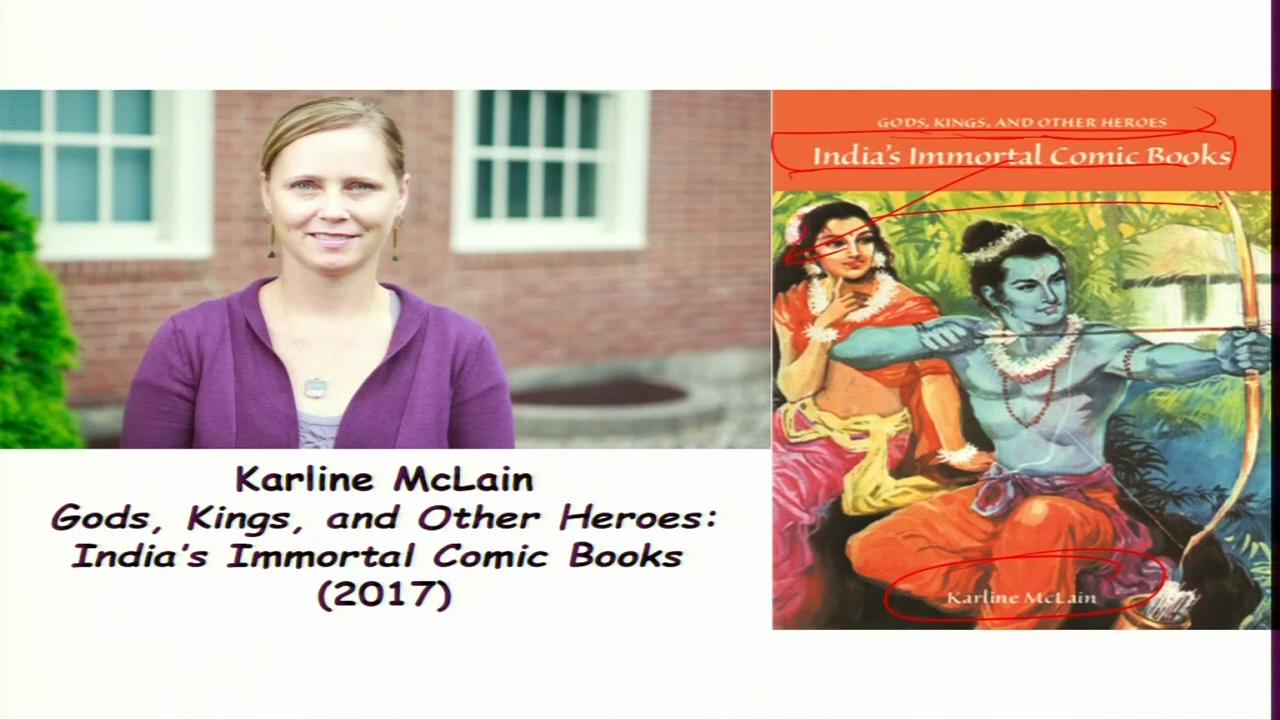 Karline McLain
Gods, Kings, and Other Heroes:
India's Immortal Comic Books
(2017)
GODS, KINGS, AND OTHER HEROES
India's Immortal Comic Books
Karline McLain